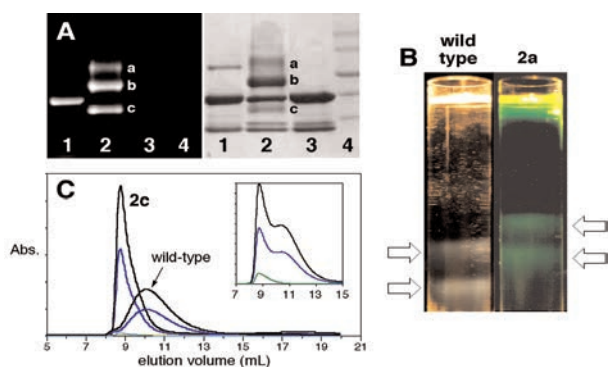 A
a
b
c
1 2 3 4
a
b
c
1 2 3 4
B
wild type
2a
C
2c
wild-type
Abs.
7 9 11 13 15
5 7 9 11 13 15 17 19 21
elution volume (mL)